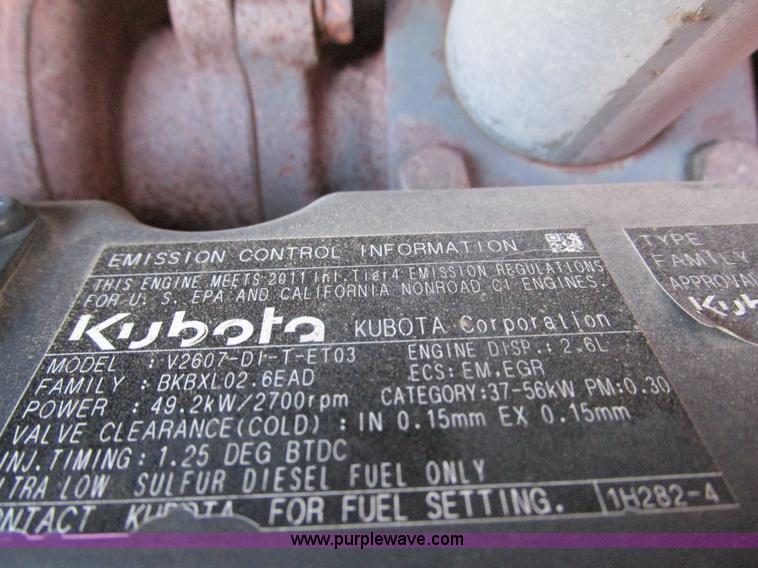 EMISSION CONTROL INFORMATION
THIS ENGINE MEETS 2011 Int.Tier4 EMISSION REGULATIONS
FOR U. S. EPA AND CALIFORNIA NONROAD CI ENGINES.
Kubota KUBOTA Corporation
MODEL : V2607-DI-T-ET03 ENGINE DISP.: 2.6L
FAMILY : BKBXL02.6EAD ECS: EM.EGR
POWER : 49.2kW/2700rpm CATEGORY:37-56kW PM:0.30
VALVE CLEARANCE(COLD) : IN 0.15mm EX 0.15mm
INJ.TIMING: 1.25 DEG BTDC
ULTRA LOW SULFUR DIESEL FUEL ONLY
CONTACT KUBOTA FOR FUEL SETTING. 1H282-4
TYPE
FAMILY
APPROVAL
Kub
www.purplewave.com